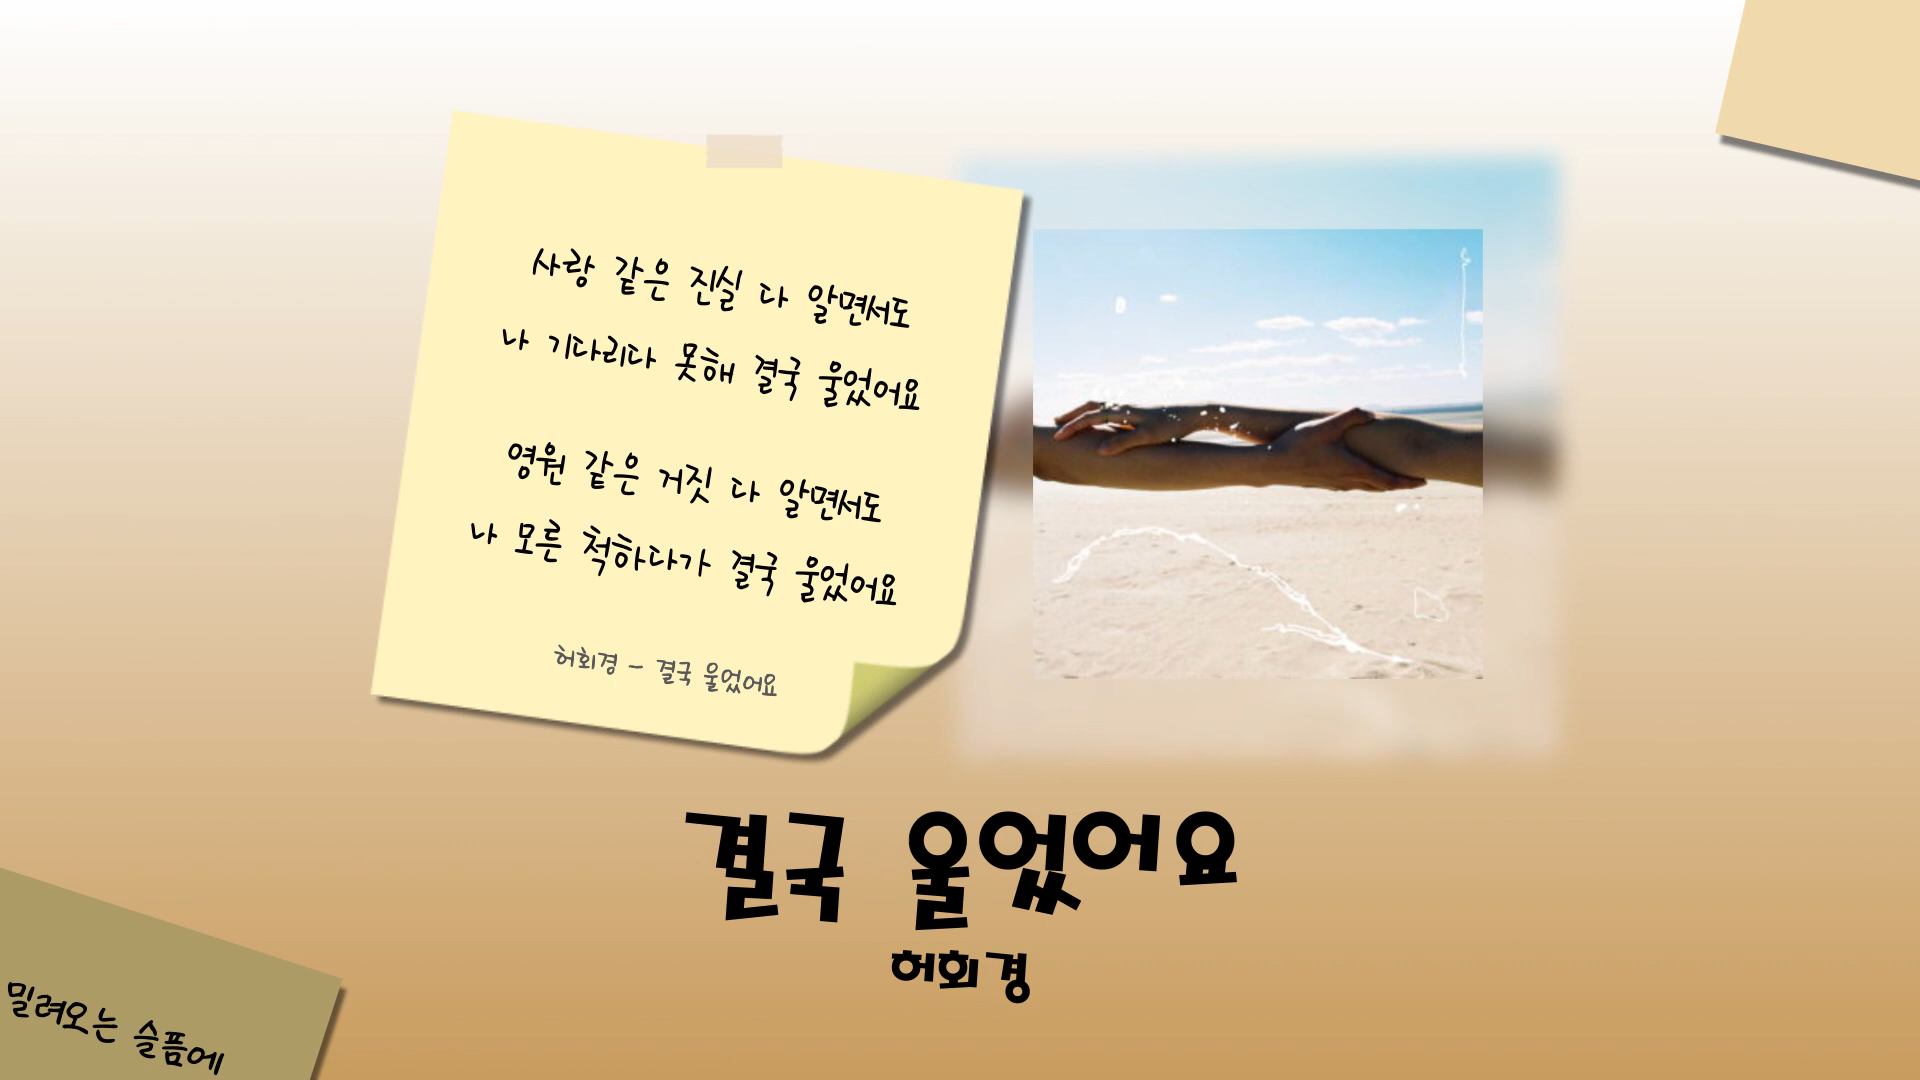 사랑 같은 진실 다 알면서도
나 기다리다 못해 결국 울었어요
영원 같은 거짓 다 알면서도
나 모른 척하다가 결국 울었어요
허회경 - 결국 울었어요
결국 울었어요
허회경
밀려오는 슬픔에